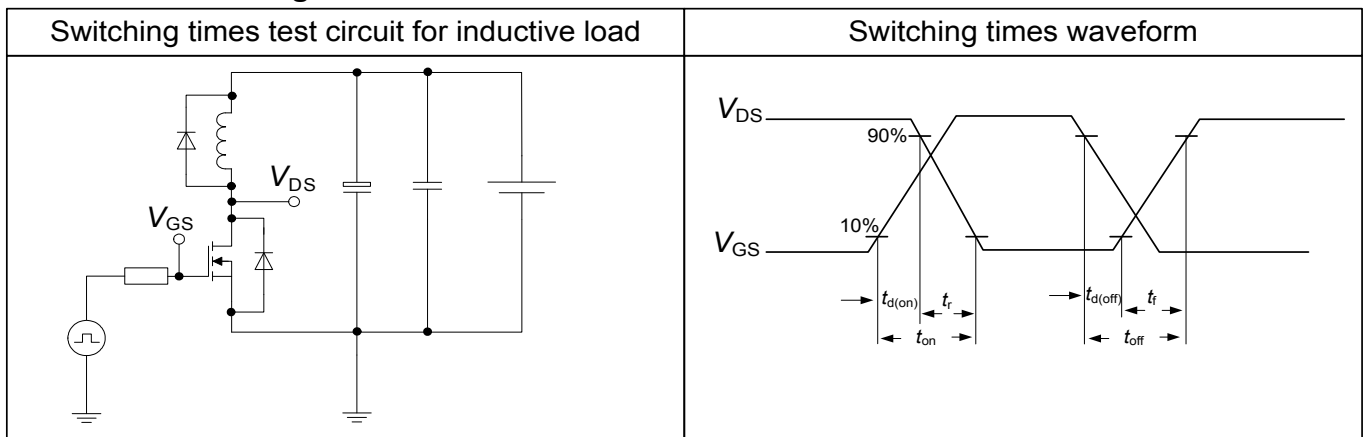 Switching times test circuit for inductive load
Switching times waveform
VDS
VGS
VDS
90%
10%
VGS
td(on)
tr
td(off)
tf
ton
toff